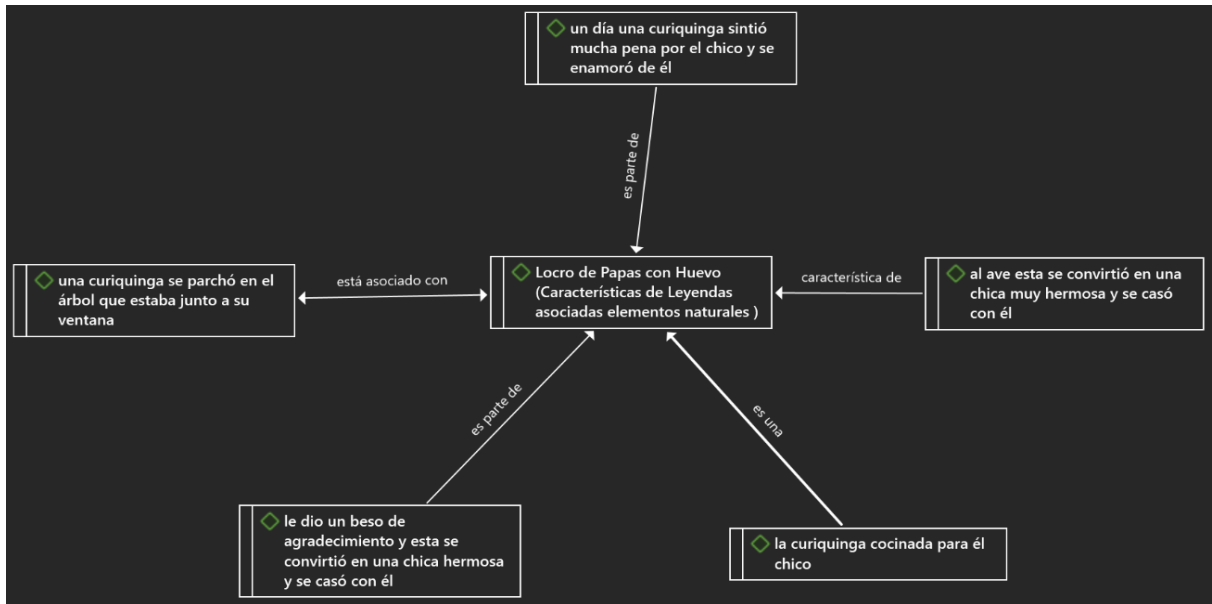 un día una curiquinga sintió
mucha pena por el chico y se
enamoró de él
es parte de
una curiquinga se parchó en el
árbol que estaba junto a su
ventana
está asociado con
Locro de Papas con Huevo
(Características de Leyendas
asociadas elementos naturales )
característica de
al ave esta se convirtió en una
chica muy hermosa y se casó
con él
es parte de
es una
le dio un beso de
agradecimiento y esta se
convirtió en una chica hermosa
y se casó con él
la curiquinga cocinada para él
chico